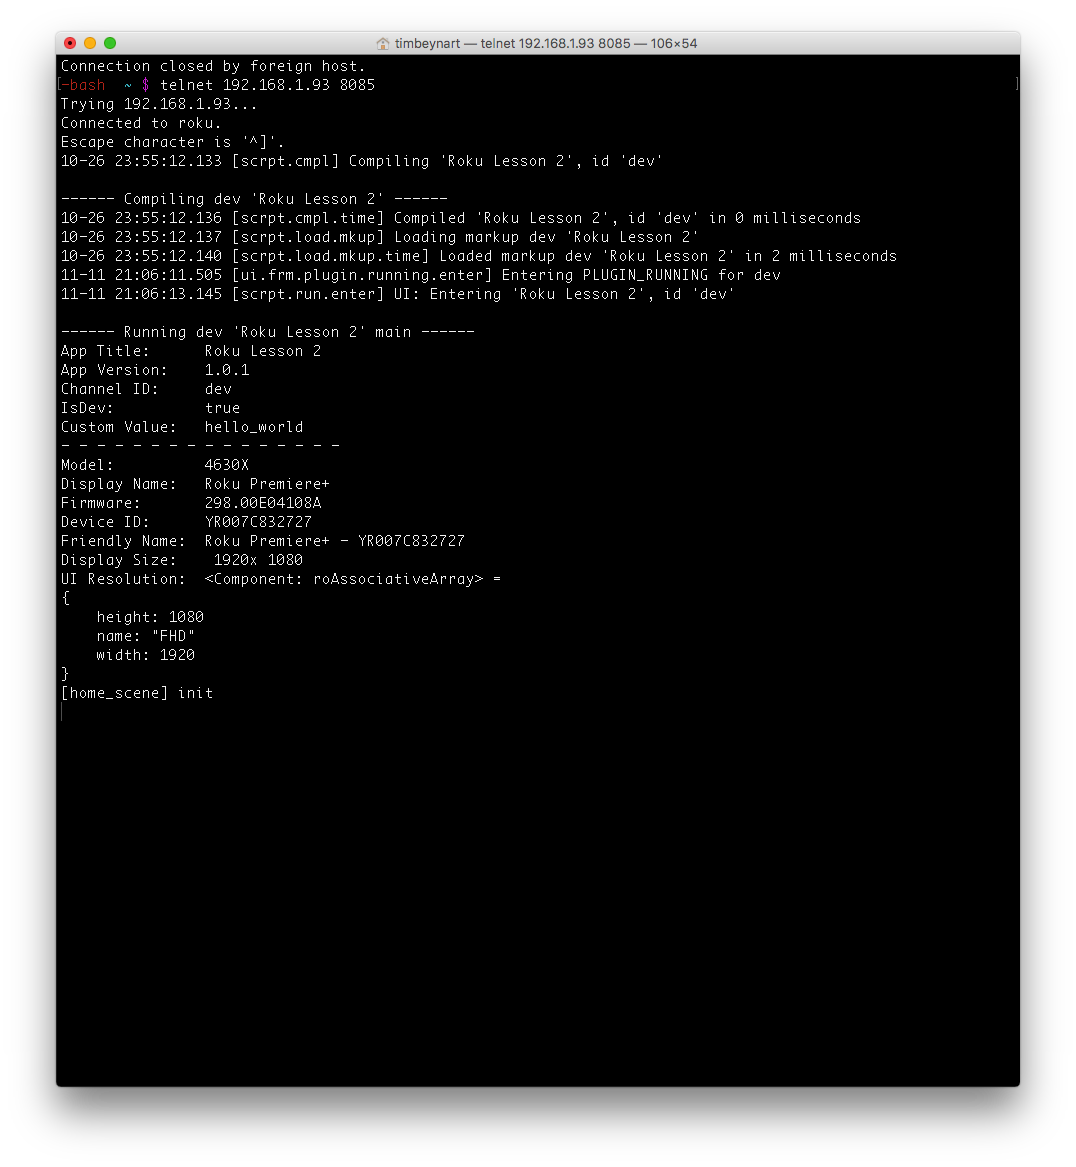 timbeynart — telnet 192.168.1.93 8085 — 106×54
Connection closed by foreign host.
[-bash  ~ $ telnet 192.168.1.93 8085 ]
Trying 192.168.1.93...
Connected to roku.
Escape character is '^]'.
10-26 23:55:12.133 [scrpt.cmpl] Compiling 'Roku Lesson 2', id 'dev'
------ Compiling dev 'Roku Lesson 2' ------
10-26 23:55:12.136 [scrpt.cmpl.time] Compiled 'Roku Lesson 2', id 'dev' in 0 milliseconds
10-26 23:55:12.137 [scrpt.load.mkup] Loading markup dev 'Roku Lesson 2'
10-26 23:55:12.140 [scrpt.load.mkup.time] Loaded markup dev 'Roku Lesson 2' in 2 milliseconds
11-11 21:06:11.505 [ui.frm.plugin.running.enter] Entering PLUGIN_RUNNING for dev
11-11 21:06:13.145 [scrpt.run.enter] UI: Entering 'Roku Lesson 2', id 'dev'
------ Running dev 'Roku Lesson 2' main ------
App Title:      Roku Lesson 2
App Version:    1.0.1
Channel ID:     dev
IsDev:          true
Custom Value:   hello_world
- - - - - - - - - - - - - - - -
Model:          4630X
Display Name:   Roku Premiere+
Firmware:       298.00E04108A
Device ID:      YR007C832727
Friendly Name:  Roku Premiere+ - YR007C832727
Display Size:    1920x 1080
UI Resolution:  <Component: roAssociativeArray> =
{
    height: 1080
    name: "FHD"
    width: 1920
}
[home_scene] init